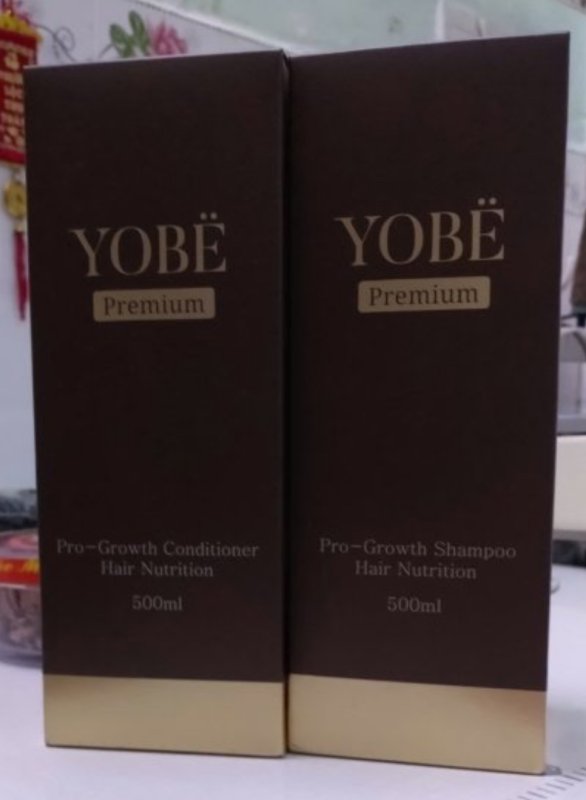 YOBË
Premium
Pro-Growth Conditioner
Hair Nutrition
500ml
YOBË
Premium
Pro-Growth Shampoo
Hair Nutrition
500ml